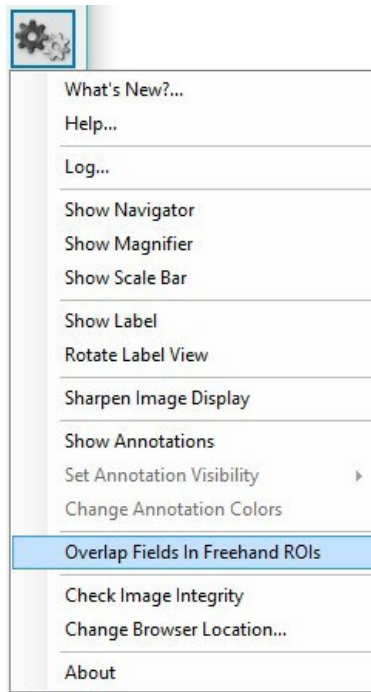 What's New?...
Help...
Log...
Show Navigator
Show Magnifier
Show Scale Bar
Show Label
Rotate Label View
Sharpen Image Display
Show Annotations
Set Annotation Visibility
Change Annotation Colors
Overlap Fields In Freehand ROIs
Check Image Integrity
Change Browser Location...
About